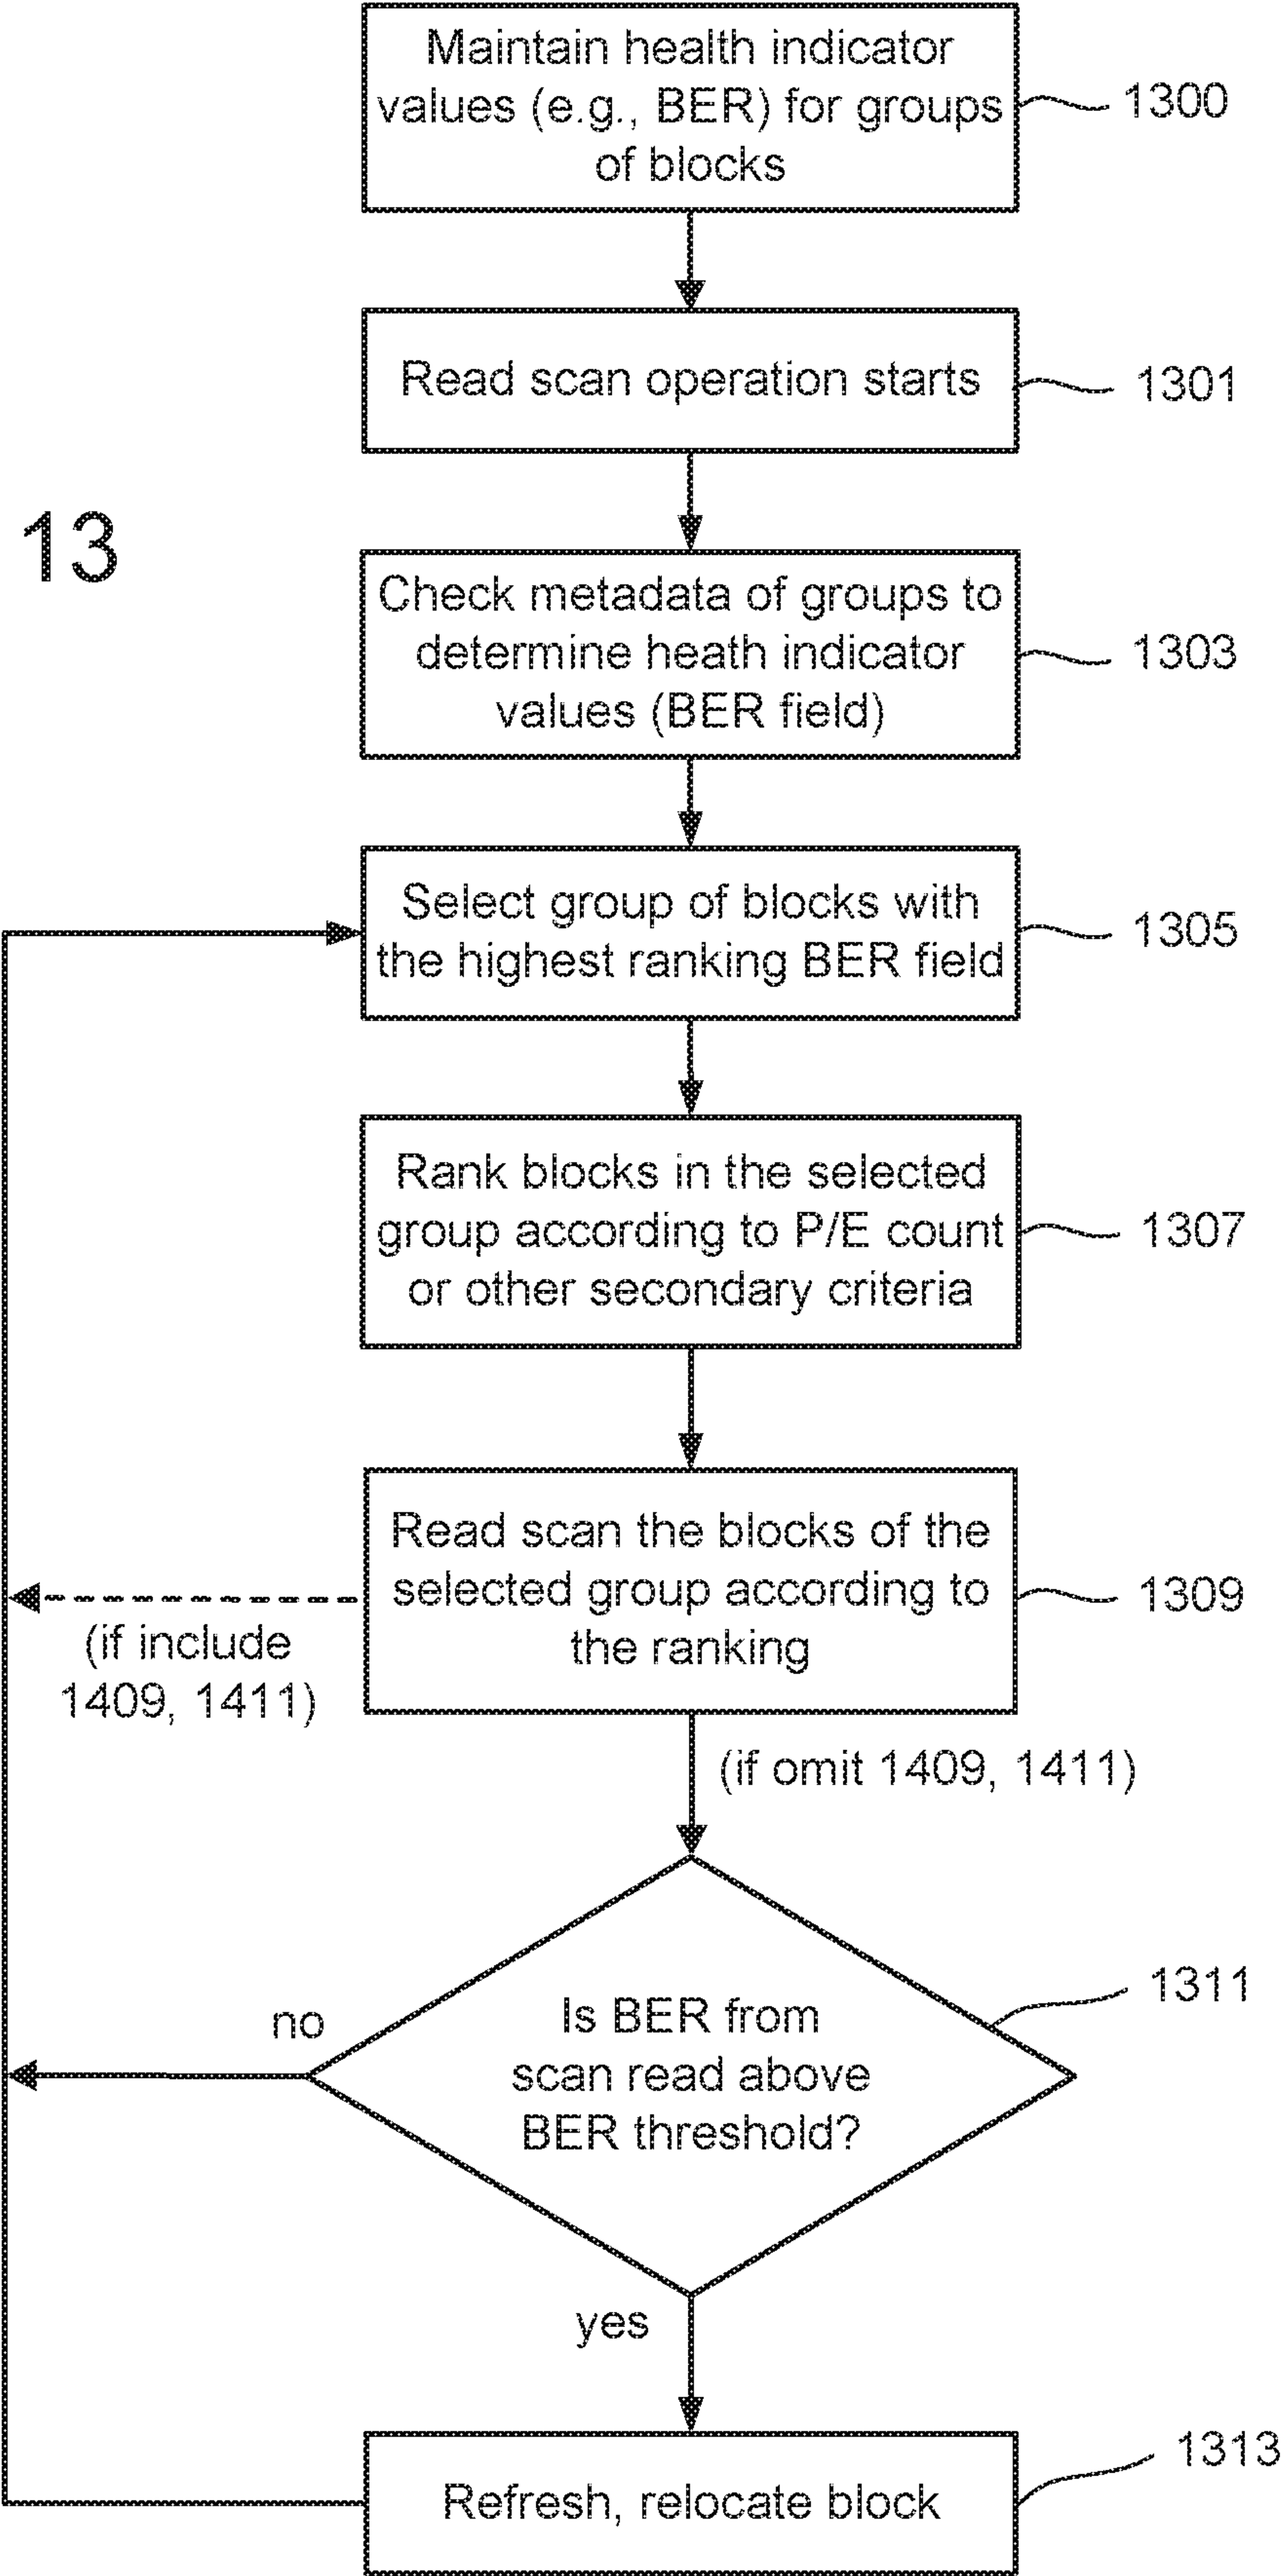 Maintain health indicator
values (e.g., BER) for groups
of blocks
1300
Read scan operation starts
1301
13
Check metadata of groups to
determine heath indicator
values (BER field)
1303
Select group of blocks with
the highest ranking BER field
1305
Rank blocks in the selected
group according to P/E count
or other secondary criteria
1307
Read scan the blocks of the
selected group according to
the ranking
1309
(if include
1409, 1411)
(if omit 1409, 1411)
Is BER from
scan read above
BER threshold?
1311
no
yes
Refresh, relocate block
1313